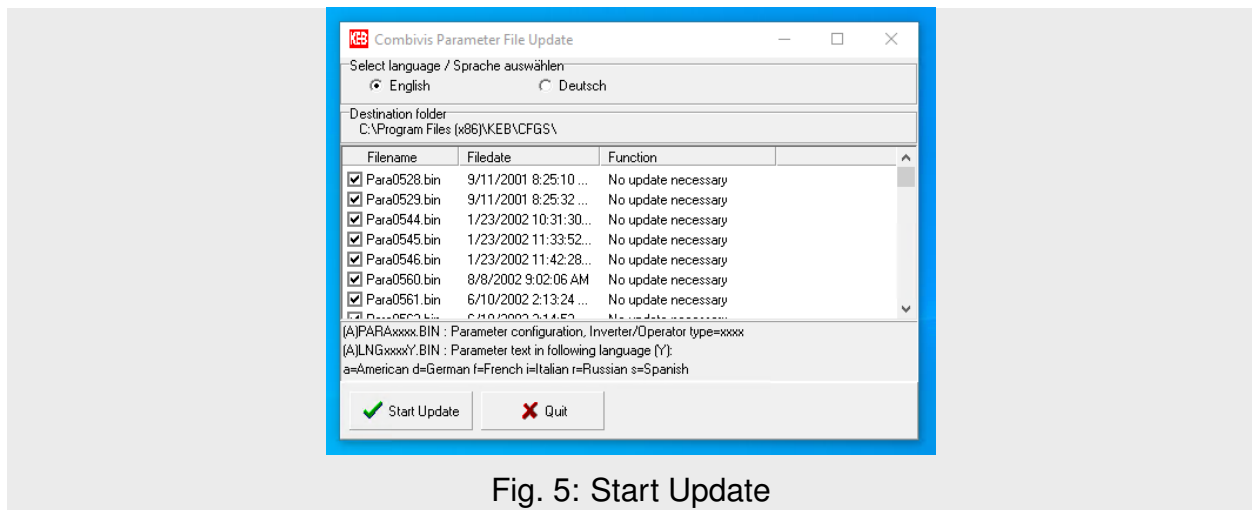 KEB Combivis Parameter File Update
Select language / Sprache auswählen
English Deutsch
Destination folder
C:\Program Files (x86)\KEB\CFGS\
Filename Filedate Function
Para0528.bin 9/11/2001 8:25:10 ... No update necessary
Para0529.bin 9/11/2001 8:25:32 ... No update necessary
Para0544.bin 1/23/2002 10:31:30... No update necessary
Para0545.bin 1/23/2002 11:33:52... No update necessary
Para0546.bin 1/23/2002 11:42:28... No update necessary
Para0560.bin 8/8/2002 9:02:06 AM No update necessary
Para0561.bin 6/10/2002 2:13:24 ... No update necessary
(A)PARAxxxx.BIN : Parameter configuration, Inverter/Operator type=xxxx
(A)LNGxxxxY.BIN : Parameter text in following language (Y):
a=American d=German f=French i=Italian r=Russian s=Spanish
Start Update Quit
Fig. 5: Start Update